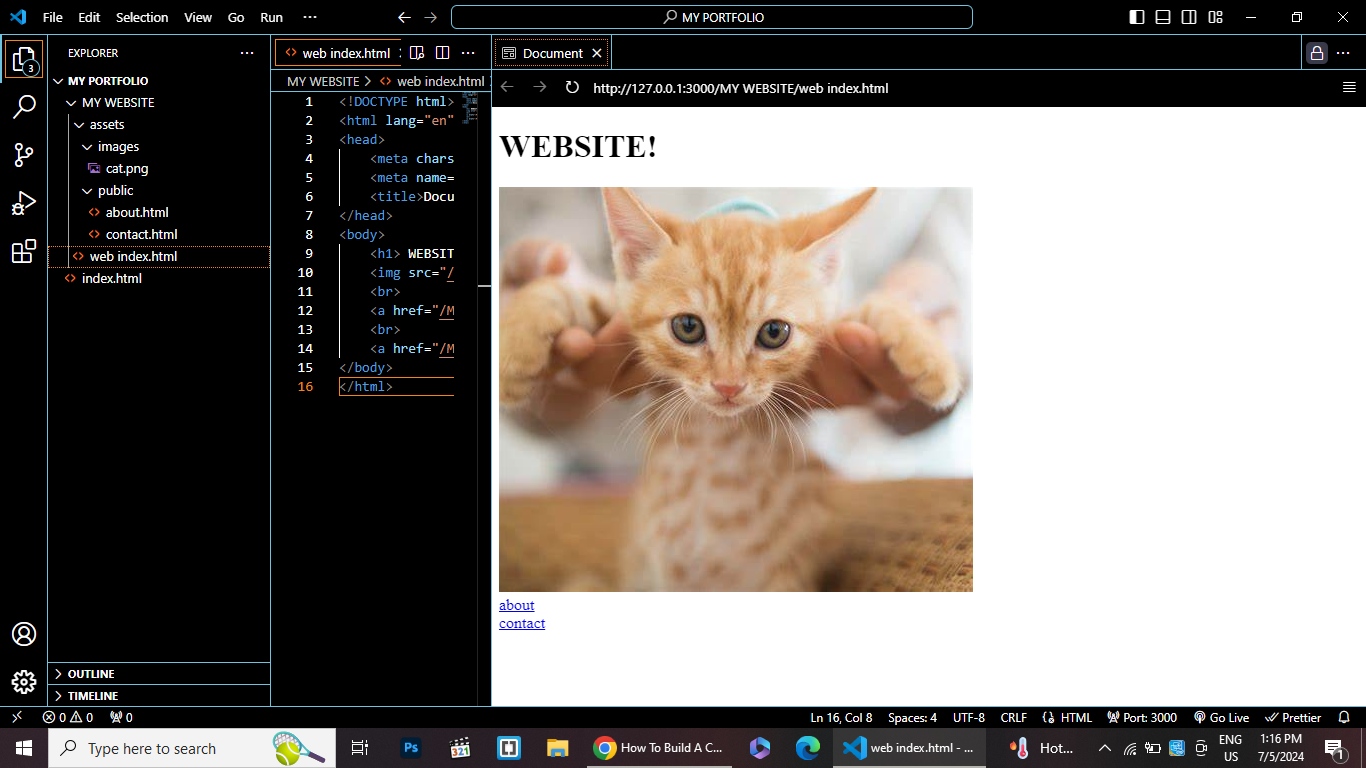 File Edit Selection View Go Run ··· MY PORTFOLIO
EXPLORER
MY PORTFOLIO
MY WEBSITE
assets
images
cat.png
public
about.html
contact.html
web index.html
index.html
OUTLINE
TIMELINE
3
web index.html
MY WEBSITE > web index.html
1 <!DOCTYPE html>
2 <html lang="en"
3 <head>
4 <meta chars
5 <meta name=
6 <title>Docu
7 </head>
8 <body>
9 <h1> WEBSIT
10 <img src="/
11 <br>
12 <a href="/M
13 <br>
14 <a href="/M
15 </body>
16 </html>
Document
http://127.0.0.1:3000/MY WEBSITE/web index.html
WEBSITE!
about
contact
0 0 0 Ln 16, Col 8 Spaces: 4 UTF-8 CRLF HTML Port: 3000 Go Live Prettier
Type here to search Ps 321 How To Build A C... web index.html - ... Hot... ENG 1:16 PM
US 7/5/2024 1